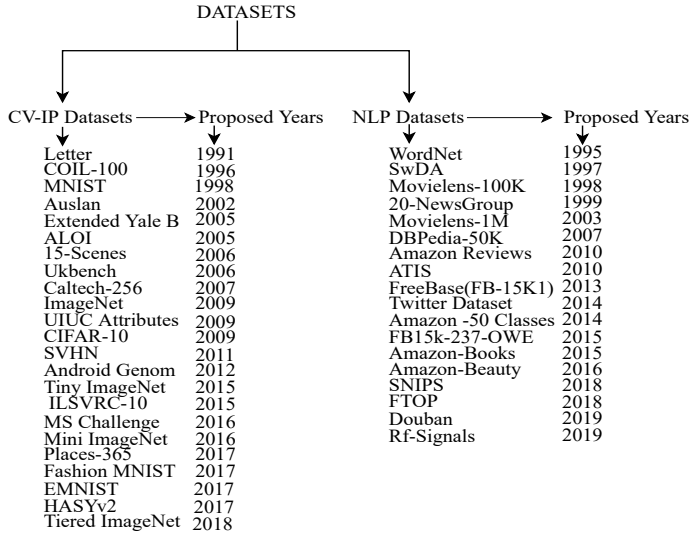 DATASETS
CV-IP Datasets Proposed Years NLP Datasets Proposed Years
Letter 1991 WordNet 1995
COIL-100 1996 SwDA 1997
MNIST 1998 Movielens-100K 1998
Auslan 2002 20-NewsGroup 1999
Extended Yale B 2005 Movielens-1M 2003
ALOI 2005 DBPedia-50K 2007
15-Scenes 2006 Amazon Reviews 2010
Ukbench 2006 ATIS 2010
Caltech-256 2007 FreeBase(FB-15K1) 2013
ImageNet 2009 Twitter Dataset 2014
UIUC Attributes 2009 Amazon -50 Classes 2014
CIFAR-10 2009 FB15k-237-OWE 2015
SVHN 2011 Amazon-Books 2015
Android Genom 2012 Amazon-Beauty 2016
Tiny ImageNet 2015 SNIPS 2018
ILSVRC-10 2015 FTOP 2018
MS Challenge 2016 Douban 2019
Mini ImageNet 2016 Rf-Signals 2019
Places-365 2017
Fashion MNIST 2017
EMNIST 2017
HASYv2 2017
Tiered ImageNet 2018